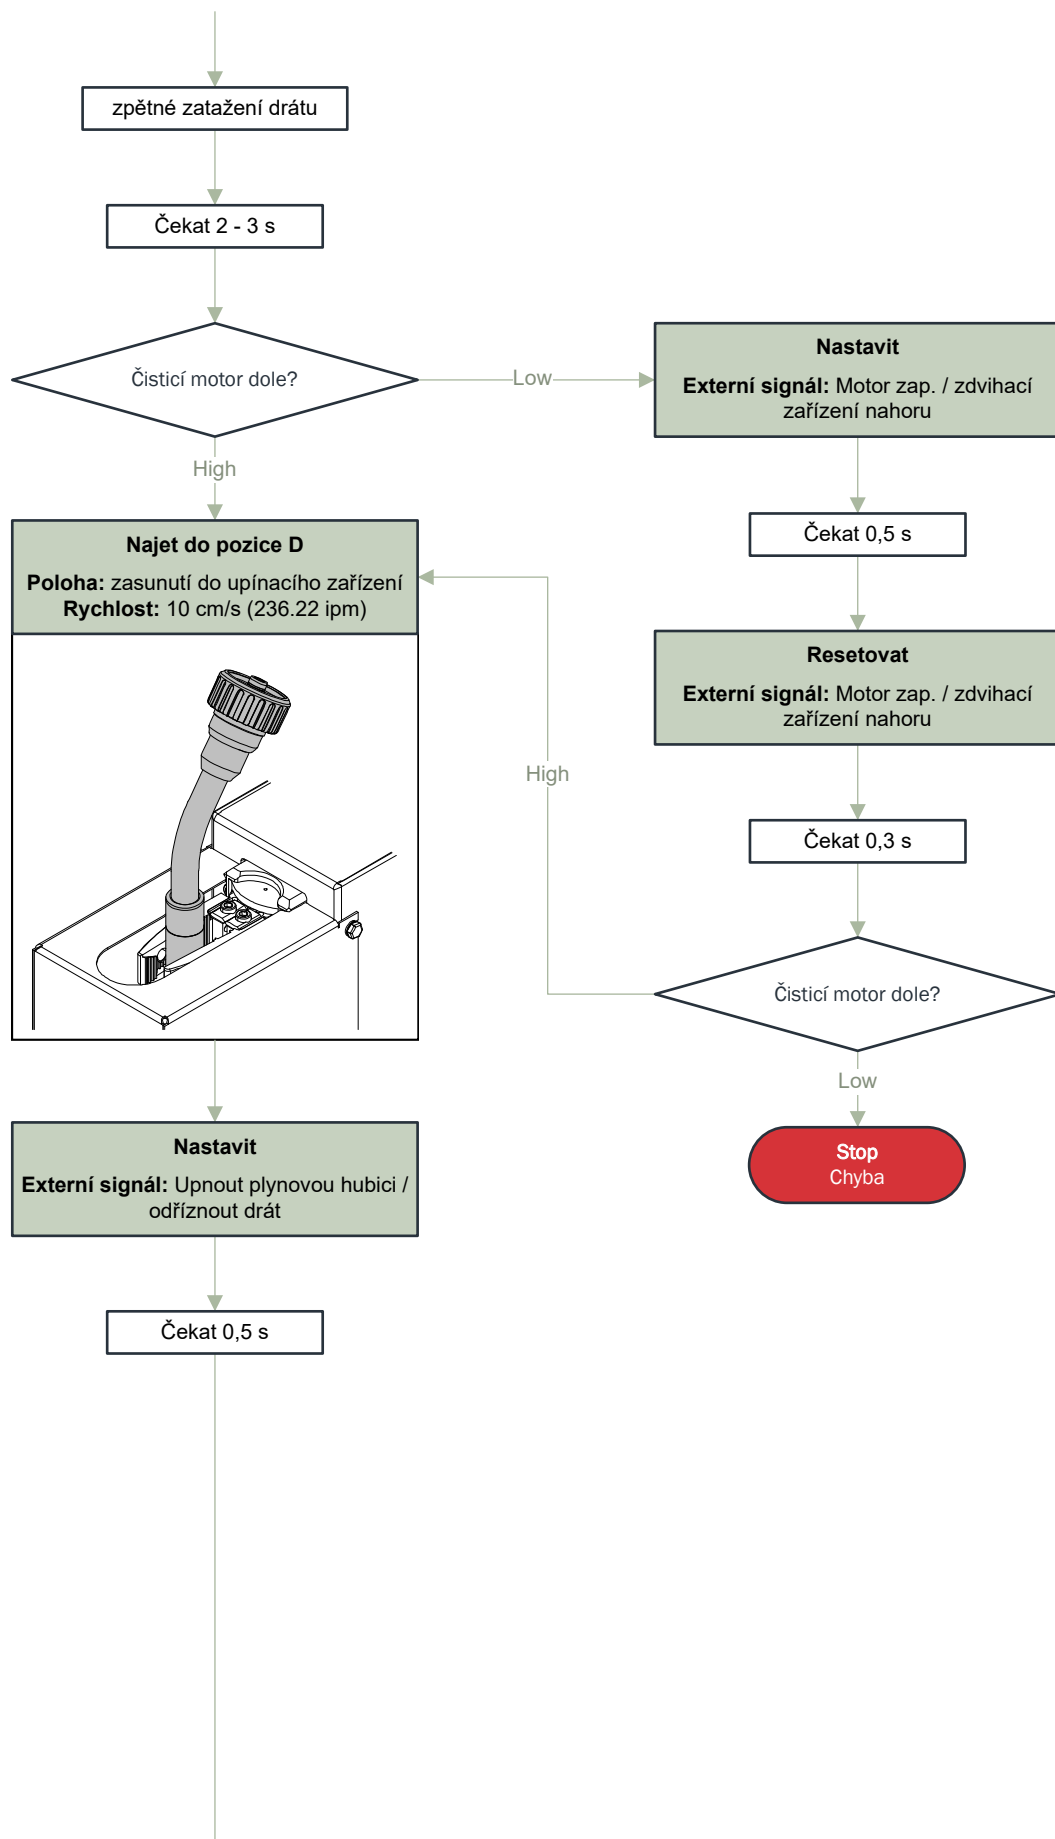 zpětné zatažení drátu
Čekat 2 - 3 s
Čisticí motor dole?
Low
High
Nastavit
Externí signál: Motor zap. / zdvihací
zařízení nahoru
Čekat 0,5 s
Resetovat
Externí signál: Motor zap. / zdvihací
zařízení nahoru
Čekat 0,3 s
Čisticí motor dole?
High
Low
Stop
Chyba
Najet do pozice D
Poloha: zasunutí do upínacího zařízení
Rychlost: 10 cm/s (236.22 ipm)
Nastavit
Externí signál: Upnout plynovou hubici /
odříznout drát
Čekat 0,5 s